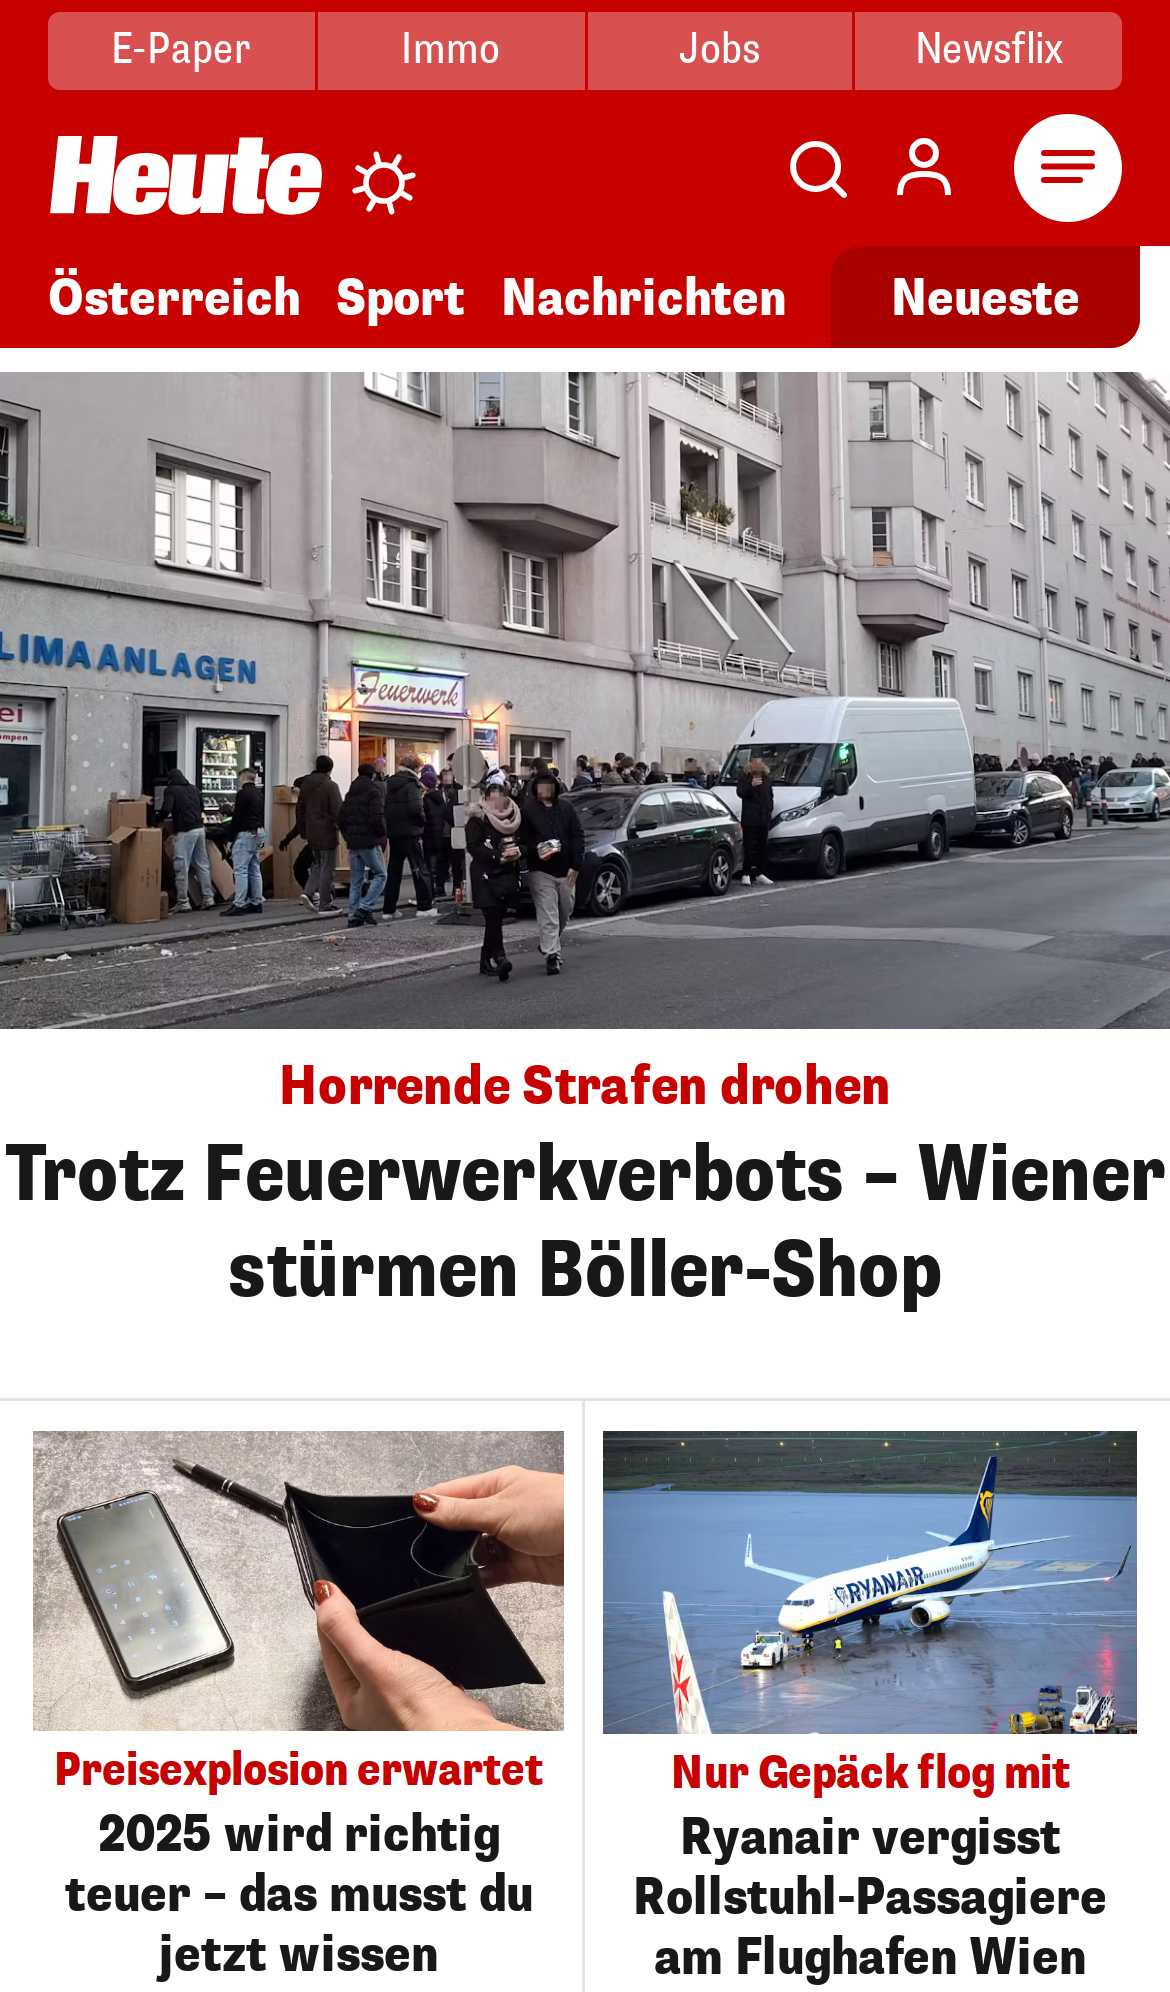 E-Paper Immo Jobs Newsflix
Heute
Österreich Sport Nachrichten Neueste
LIMAANLAGEN
Feuerwerk
ei
ompen
Horrende Strafen drohen
Trotz Feuerwerkverbots – Wiener
stürmen Böller-Shop
RYANAIR
Preisexplosion erwartet
2025 wird richtig
teuer – das musst du
jetzt wissen
Nur Gepäck flog mit
Ryanair vergisst
Rollstuhl-Passagiere
am Flughafen Wien